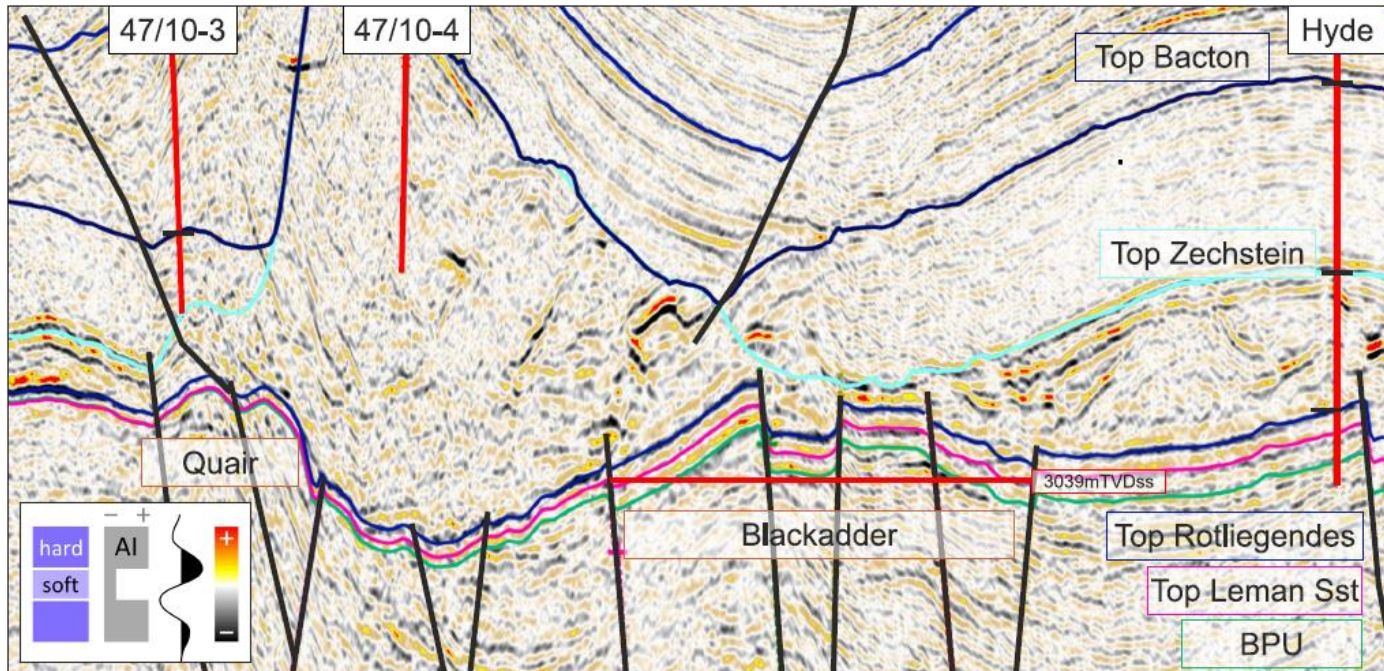 47/10-3
47/10-4
Hyde
Top Bacton
Top Zechstein
Quair
3039mTVDss
Blackadder
Top Rotliegendes
Top Leman Sst
BPU
− +
hard
AI
soft
+
−